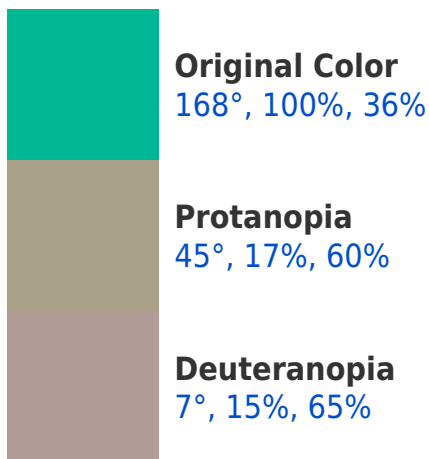 Original Color
168°, 100%, 36%
Protanopia
45°, 17%, 60%
Deuteranopia
7°, 15%, 65%